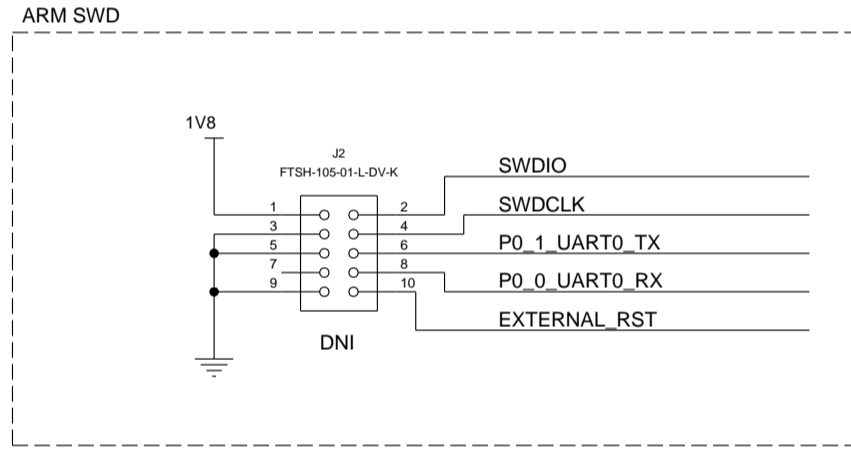 ARM SWD
1V8
J2
FTSH-105-01-L-DV-K
SWDIO
1 2
SWDCLK
3 4
5 6
P0_1_UART0_TX
7 8
P0_0_UART0_RX
9 10
EXTERNAL_RST
DNI